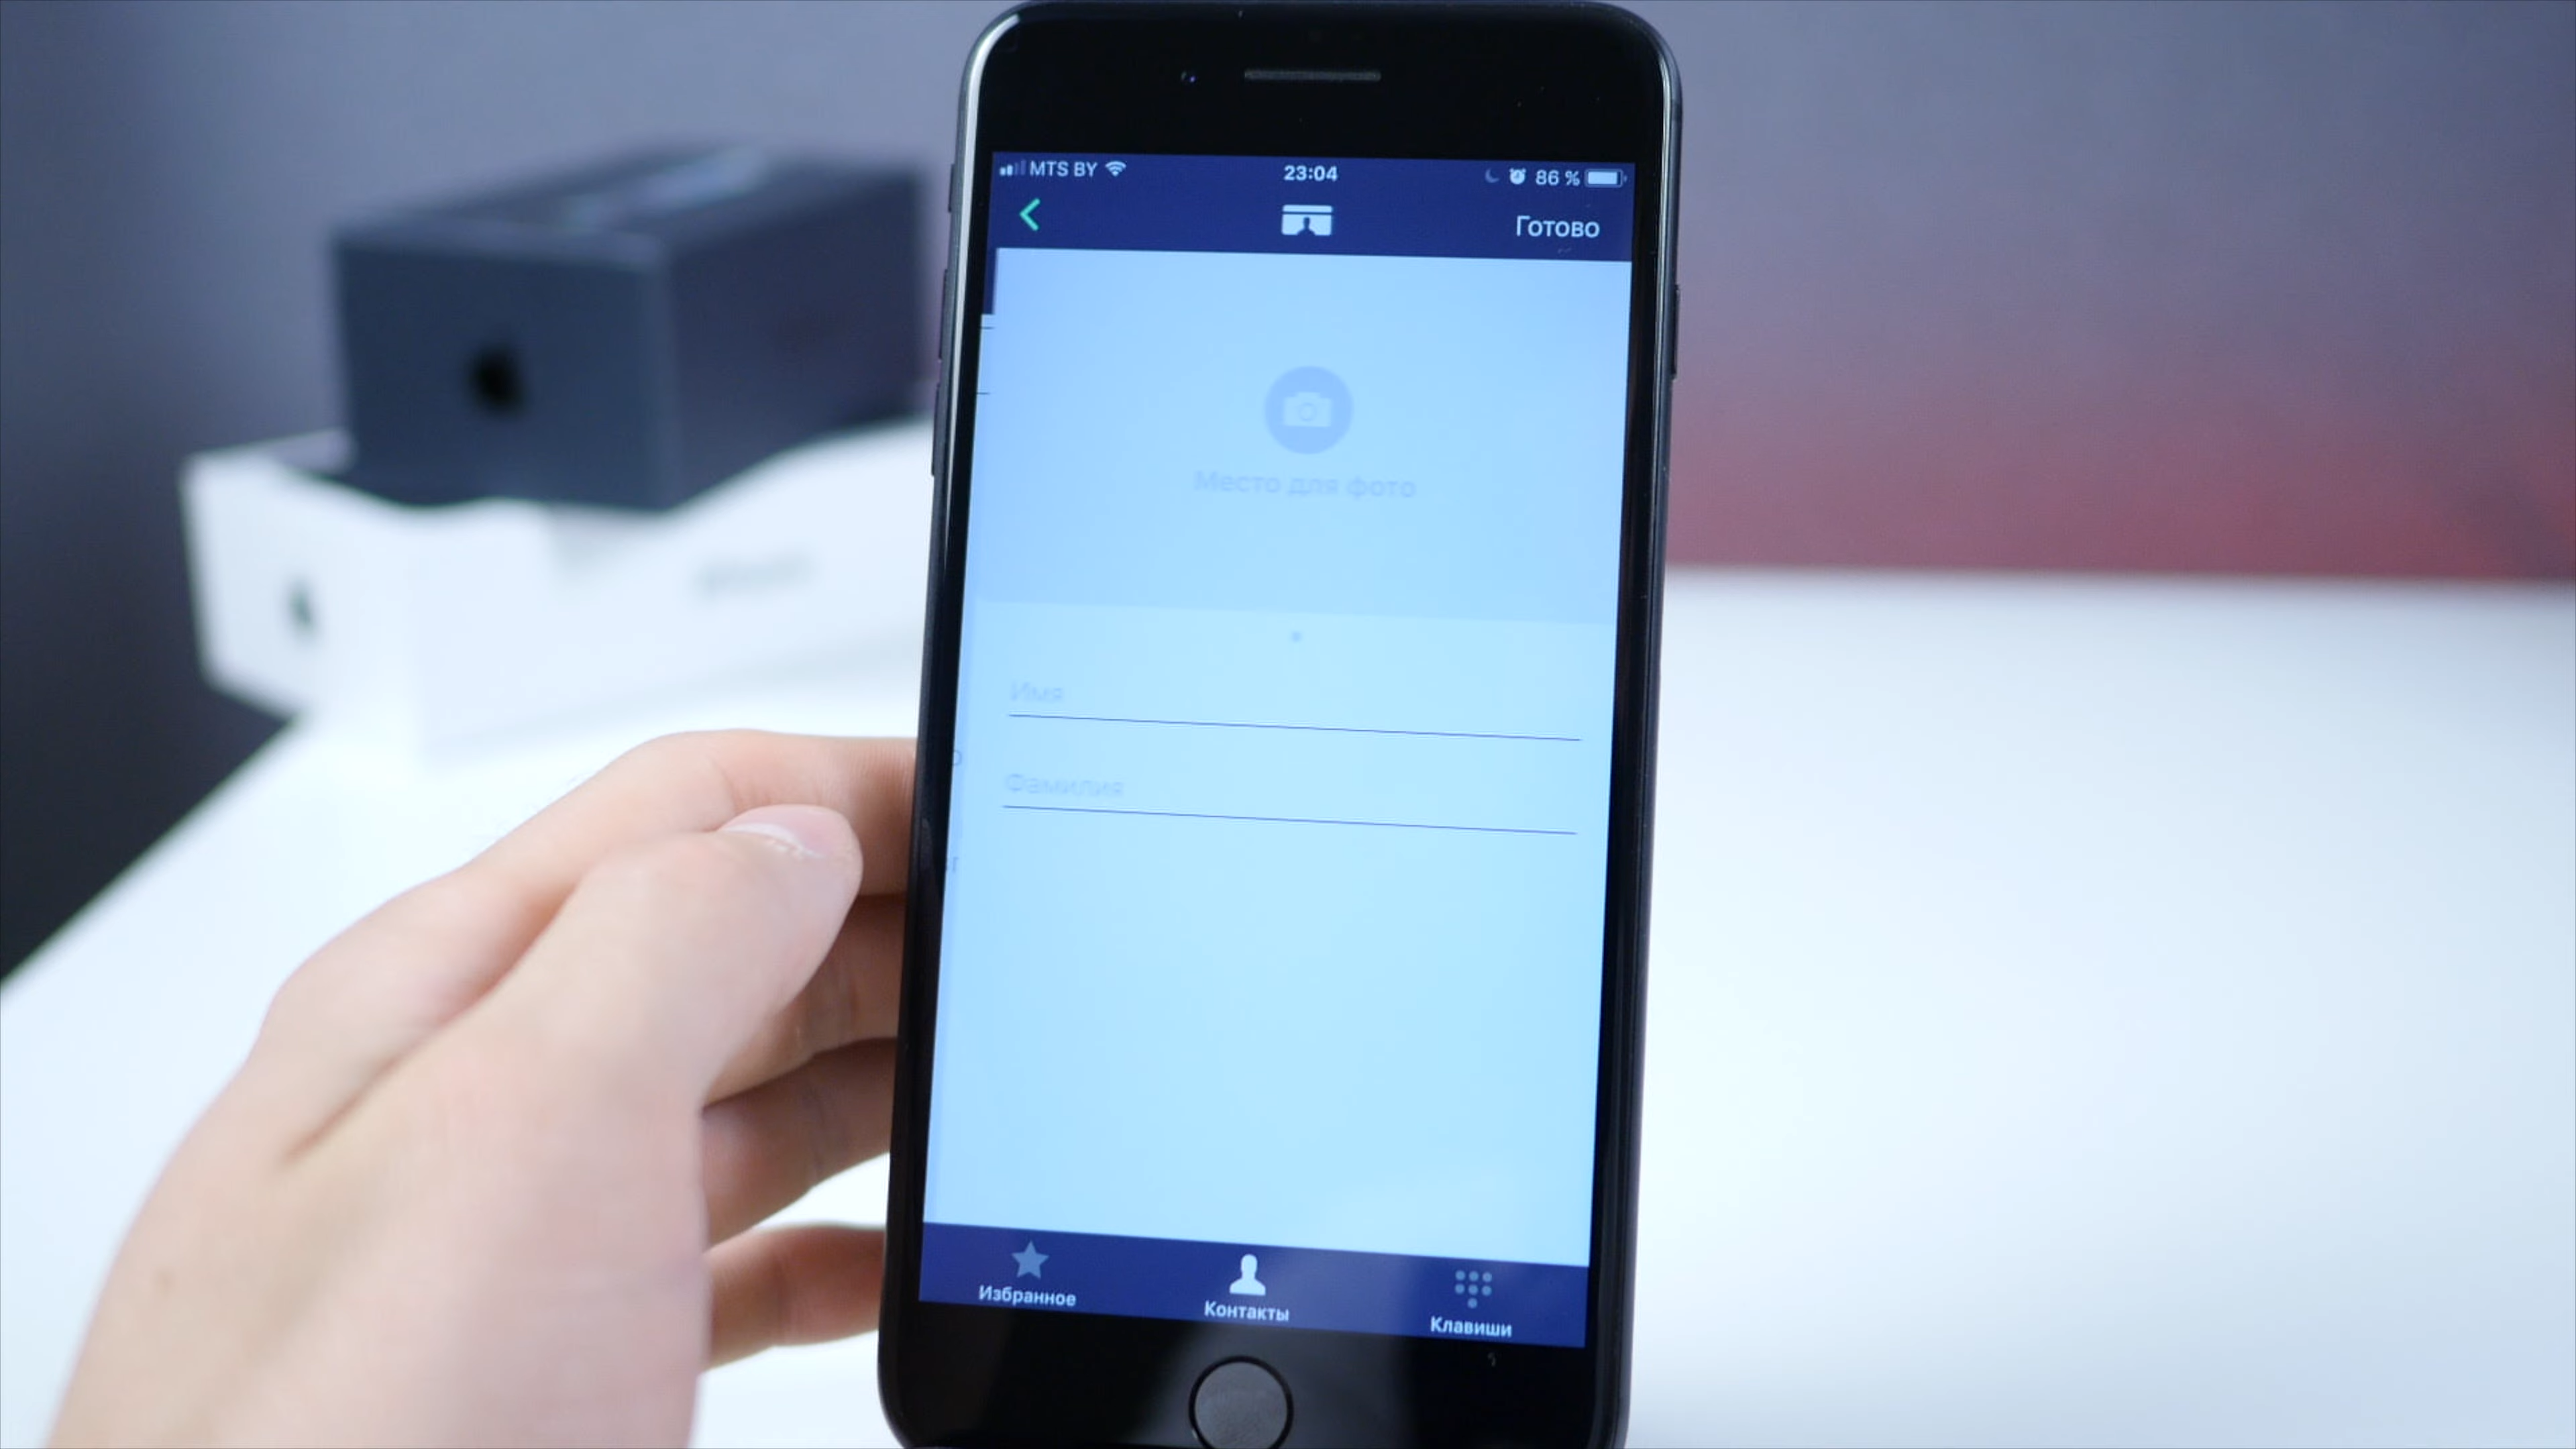 MTS BY 23:04 86 %
Готово
Место для фото
Имя
Фамилия
Избранное Контакты Клавиши